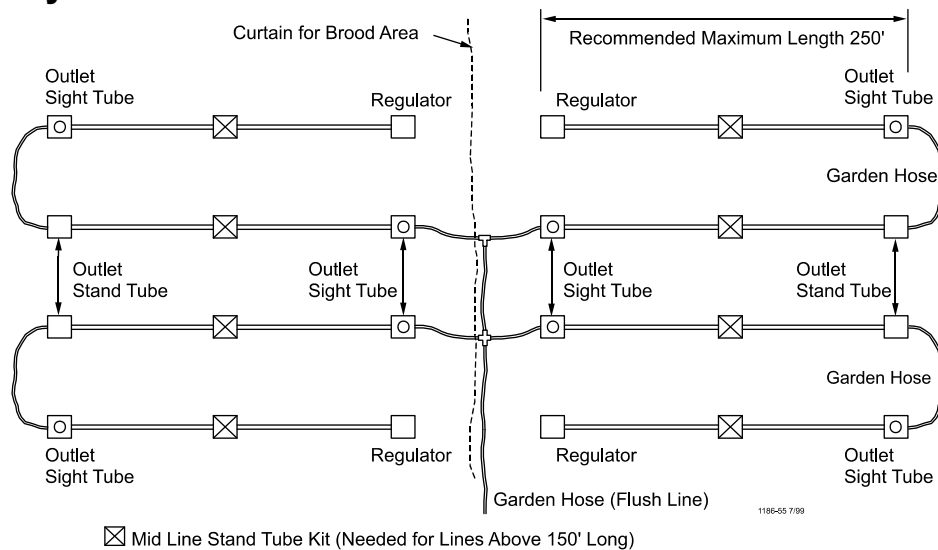 Curtain for Brood Area
Recommended Maximum Length 250'
Outlet
Sight Tube
Regulator
Regulator
Outlet
Sight Tube
Garden Hose
Outlet
Stand Tube
Outlet
Sight Tube
Outlet
Sight Tube
Outlet
Stand Tube
Garden Hose
Outlet
Sight Tube
Regulator
Regulator
Outlet
Sight Tube
Garden Hose (Flush Line)
1186-55 7/99
Mid Line Stand Tube Kit (Needed for Lines Above 150' Long)